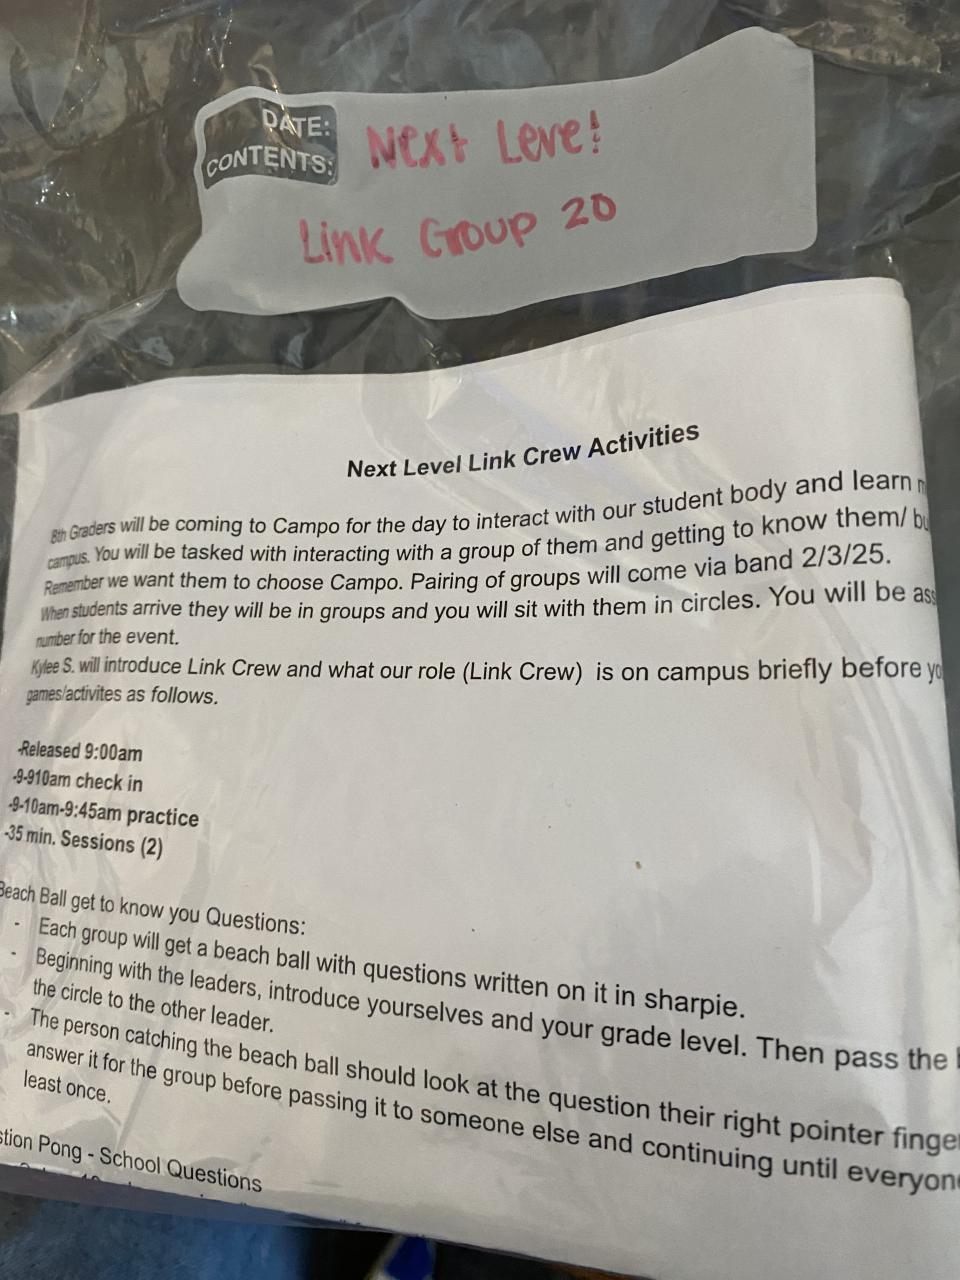 DATE:
CONTENTS:
Next Level
Link Group 20
Next Level Link Crew Activities
8th Graders will be coming to Campo for the day to interact with our student body and learn
campus. You will be tasked with interacting with a group of them and getting to know them/
Remember we want them to choose Campo. Pairing of groups will come via band 2/3/25.
When students arrive they will be in groups and you will sit with them in circles. You will be
number for the event.
Kylee S. will introduce Link Crew and what our role (Link Crew) is on campus briefly before
games/activites as follows.
-Released 9:00am
-9-910am check in
-9-10am-9:45am practice
-35 min. Sessions (2)
Beach Ball get to know you Questions:
- Each group will get a beach ball with questions written on it in sharpie.
- Beginning with the leaders, introduce yourselves and your grade level. Then pass the
the circle to the other leader.
- The person catching the beach ball should look at the question their right pointer
answer it for the group before passing it to someone else and continuing until
least once.
Pong - School Questions